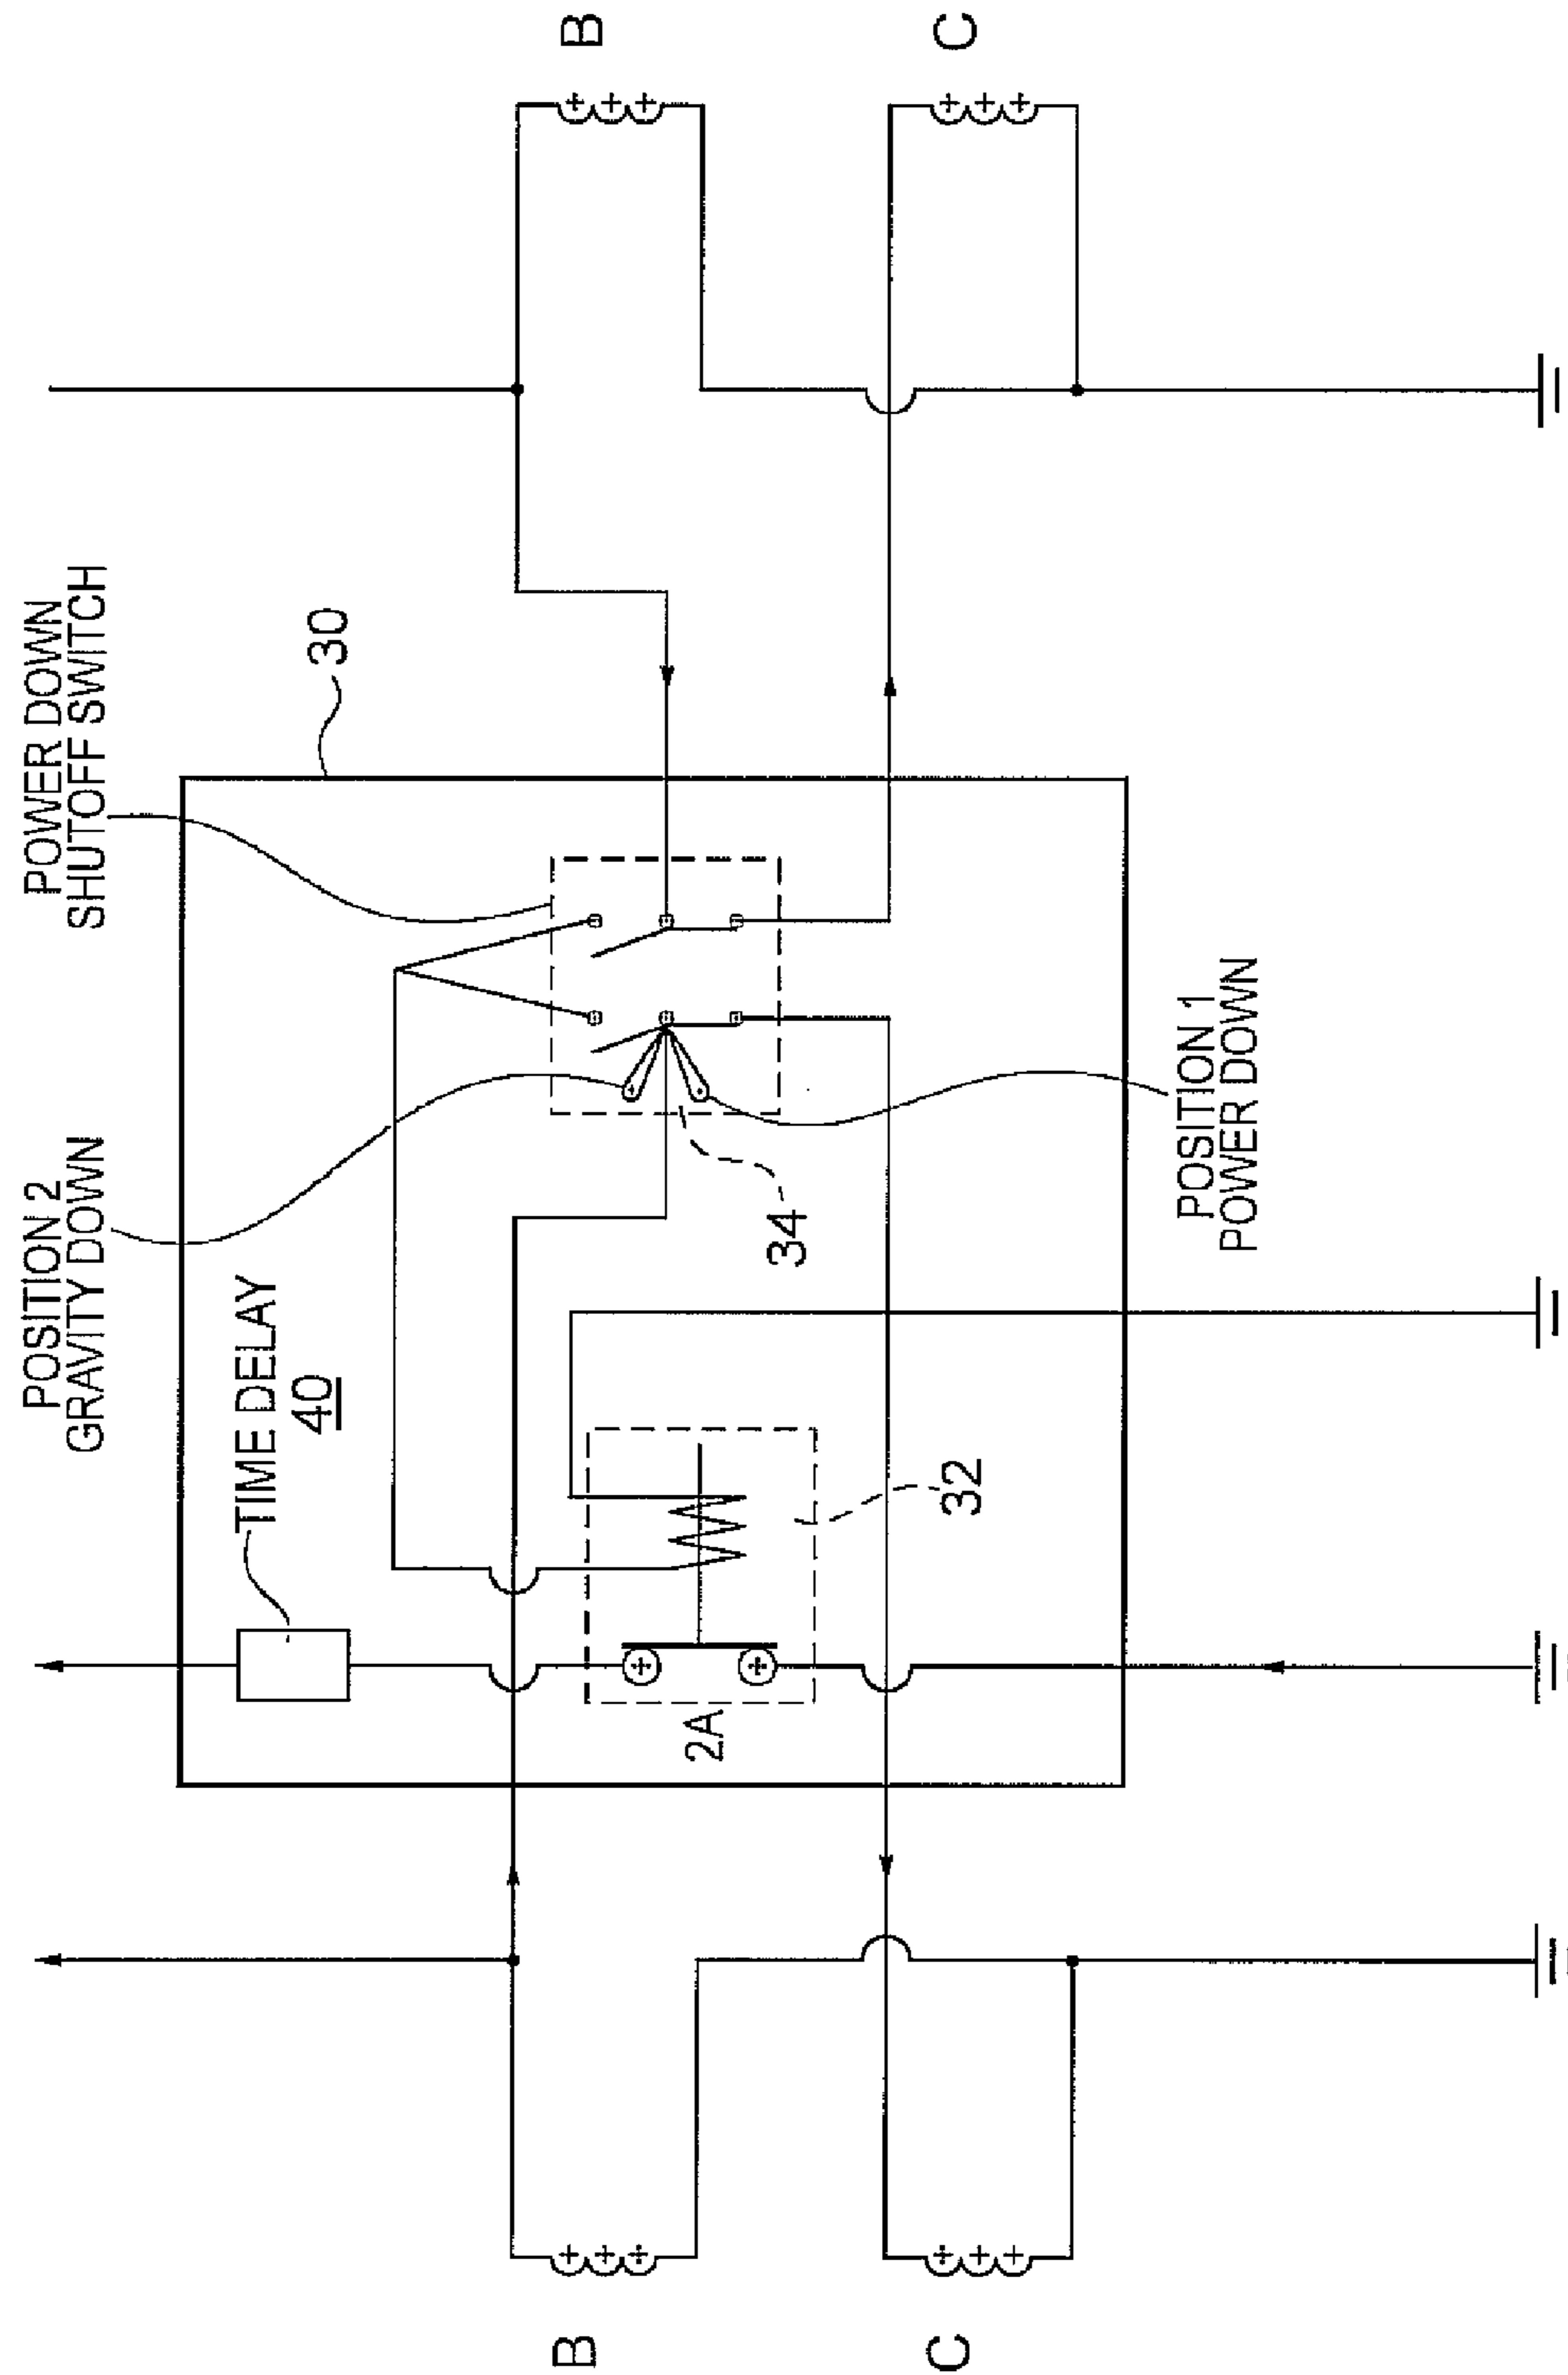 B
C
POWER DOWN
SHUTOFF SWITCH
30
POSITION 2
GRAVITY DOWN
POSITION 1
POWER DOWN
34
TIME DELAY
40
32
2A
B
C